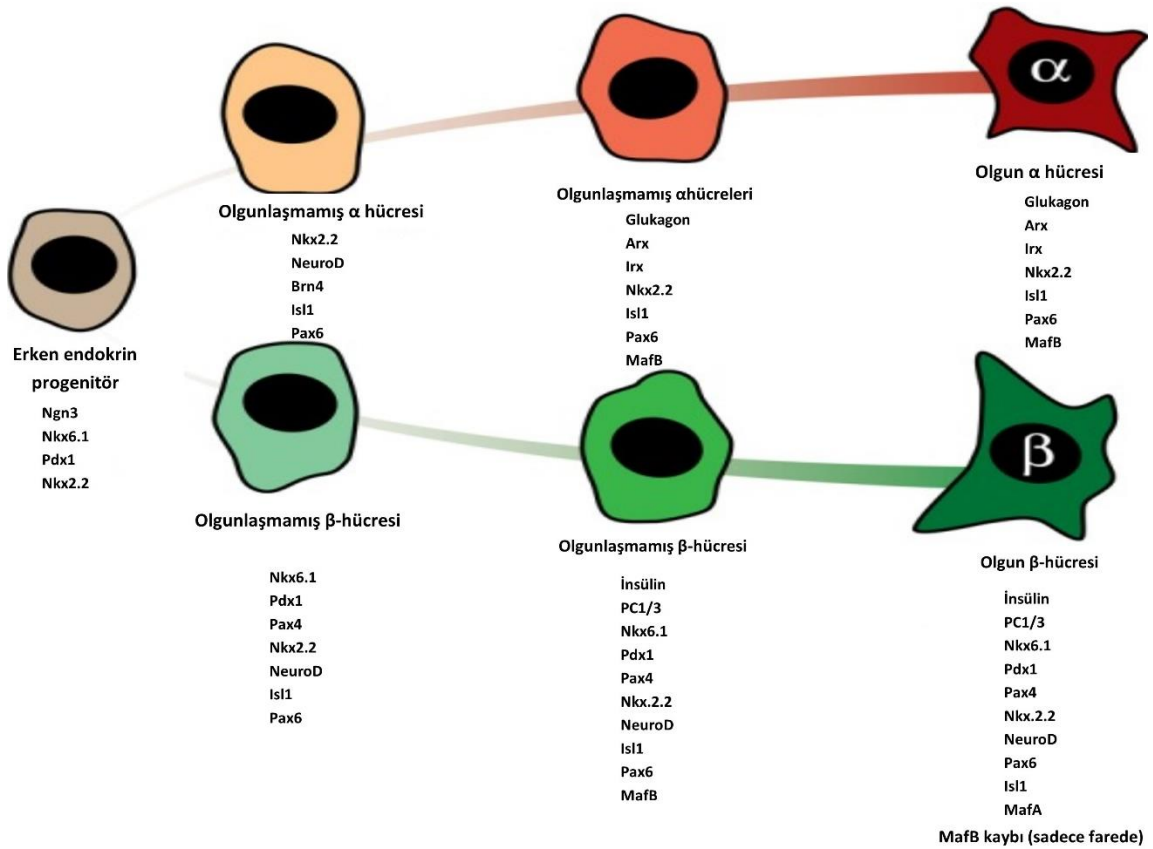 α
Olgun α hücresi
Glukagon
Arx
Irx
Nkx2.2
Isl1
Pax6
MafB
Olgunlaşmamış αhücreleri
Glukagon
Arx
Irx
Nkx2.2
Isl1
Pax6
MafB
Olgunlaşmamış α hücresi
Nkx2.2
NeuroD
Brn4
Isl1
Pax6
Erken endokrin
progenitör
Ngn3
Nkx6.1
Pdx1
Nkx2.2
Olgunlaşmamış β-hücresi
Nkx6.1
Pdx1
Pax4
Nkx2.2
NeuroD
Isl1
Pax6
Olgunlaşmamış β-hücresi
İnsülin
PC1/3
Nkx6.1
Pdx1
Pax4
Nkx.2.2
NeuroD
Isl1
Pax6
MafB
β
Olgun β-hücresi
İnsülin
PC1/3
Nkx6.1
Pdx1
Pax4
Nkx.2.2
NeuroD
Pax6
Isl1
MafA
MafB kaybı (sadece farede)